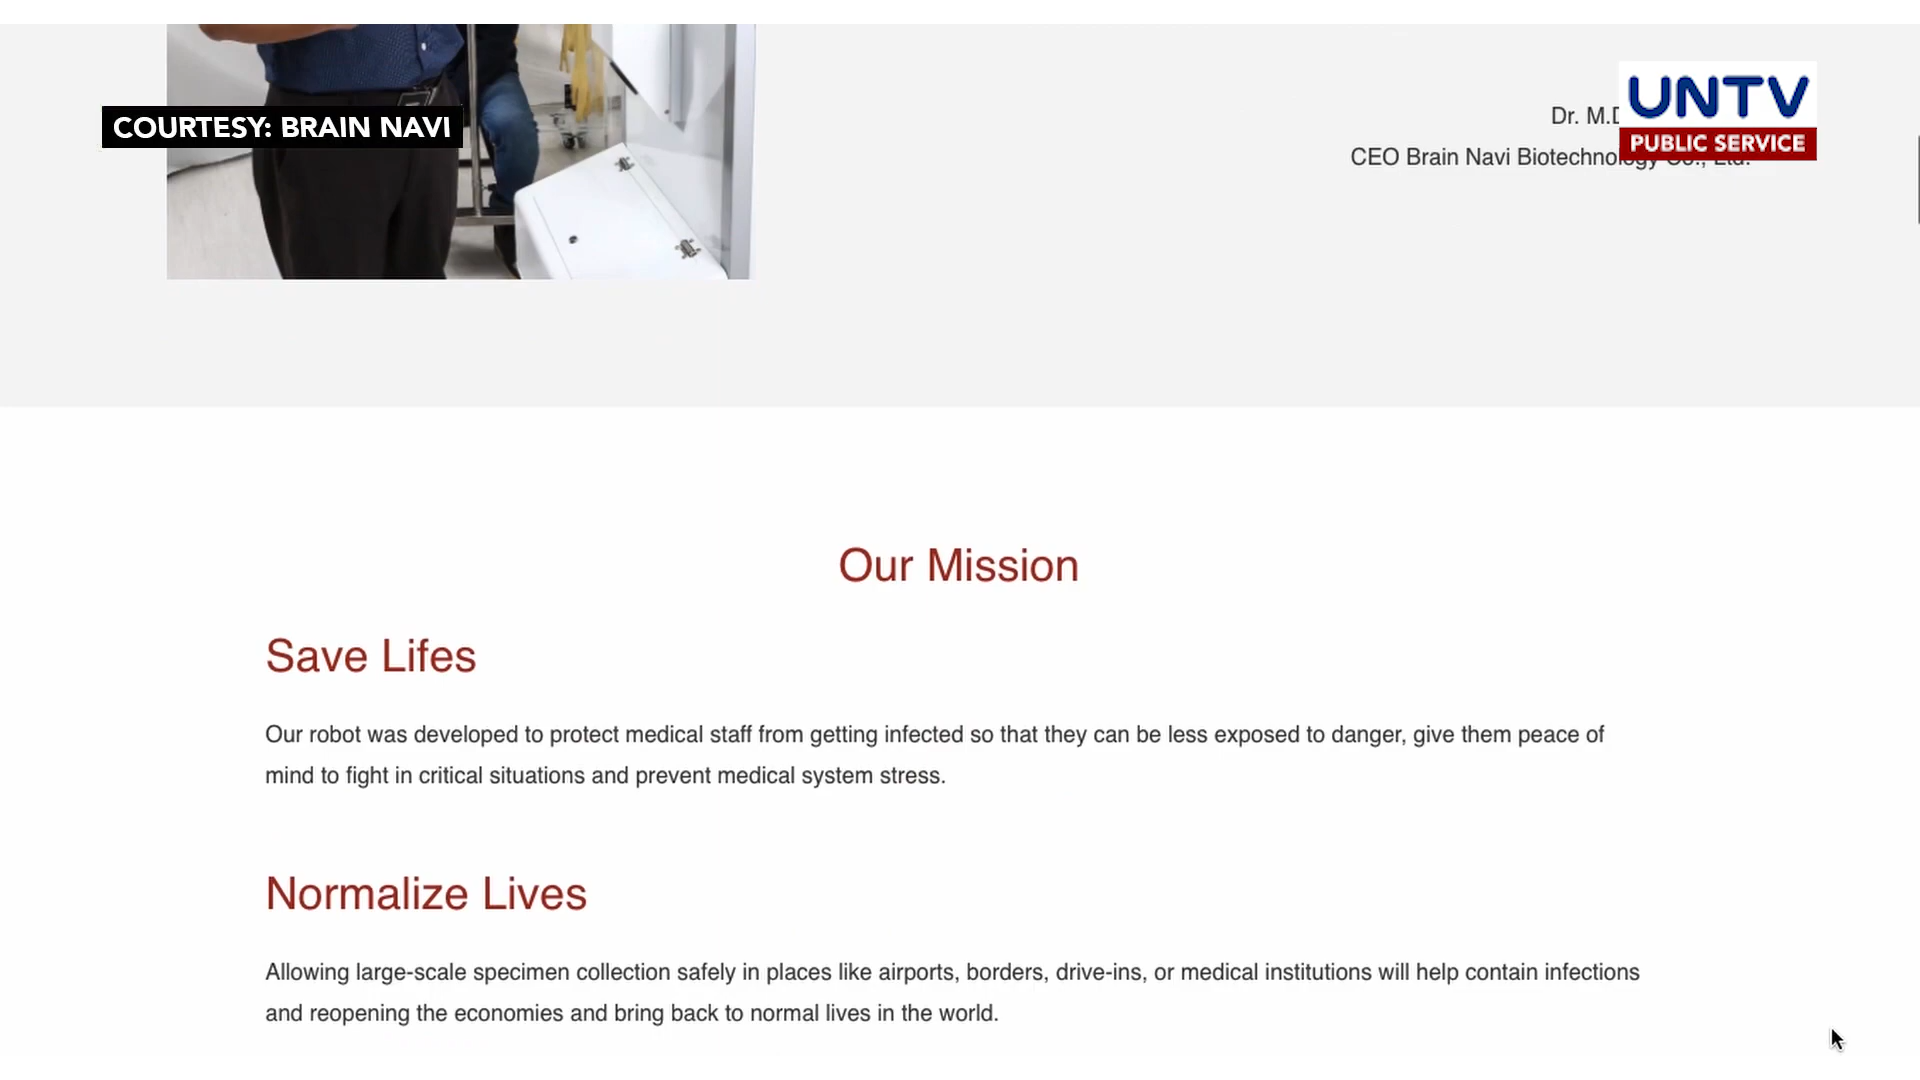 COURTESY: BRAIN NAVI
UNTV
PUBLIC SERVICE
Dr.
CEO Brain Navi Biotechnology Co., Ltd.
Our Mission
Save Lifes
Our robot was developed to protect medical staff from getting infected so that they can be less exposed to danger, give them peace of
mind to fight in critical situations and prevent medical system stress.
Normalize Lives
Allowing large-scale specimen collection safely in places like airports, borders, drive-ins, or medical institutions will help contain infections
and reopening the economies and bring back to normal lives in the world.